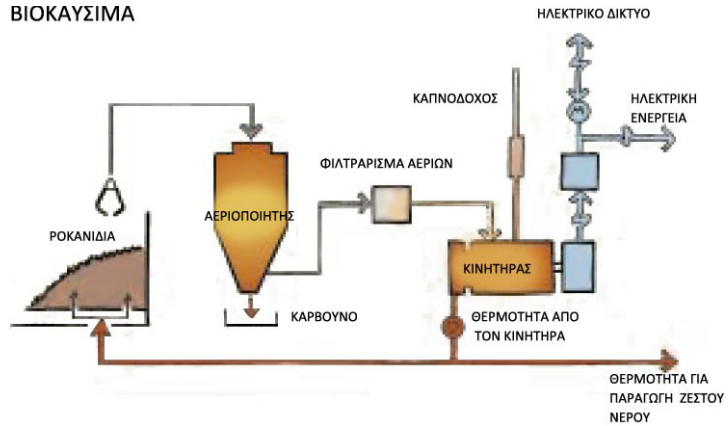 ΒΙΟΚΑΥΣΙΜΑ
ΗΛΕΚΤΡΙΚΟ ΔΙΚΤΥΟ
ΚΑΠΝΟΔΟΧΟΣ
ΗΛΕΚΤΡΙΚΗ
ΕΝΕΡΓΕΙΑ
ΦΙΛΤΡΑΡΙΣΜΑ ΑΕΡΙΩΝ
ΑΕΡΙΟΠΟΙΗΤΗΣ
ΡΟΚΑΝΙΔΙΑ
ΚΙΝΗΤΗΡΑΣ
ΚΑΡΒΟΥΝΟ
ΘΕΡΜΟΤΗΤΑ ΑΠΟ
ΤΟΝ ΚΙΝΗΤΗΡΑ
ΘΕΡΜΟΤΗΤΑ ΓΙΑ
ΠΑΡΑΓΩΓΗ ΖΕΣΤΟΥ
ΝΕΡΟΥ